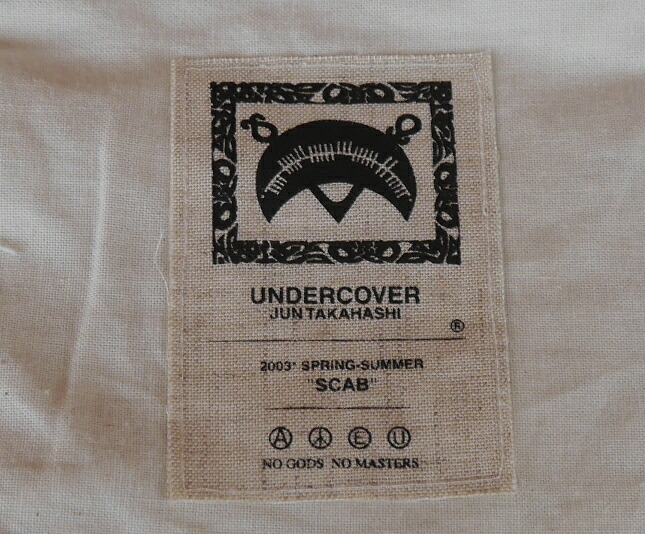 UNDERCOVER
JUN TAKAHASHI
®
2003' SPRING-SUMMER
"SCAB"
Ⓐ ☮ Ⓔ Ⓤ
NO GODS NO MASTERS